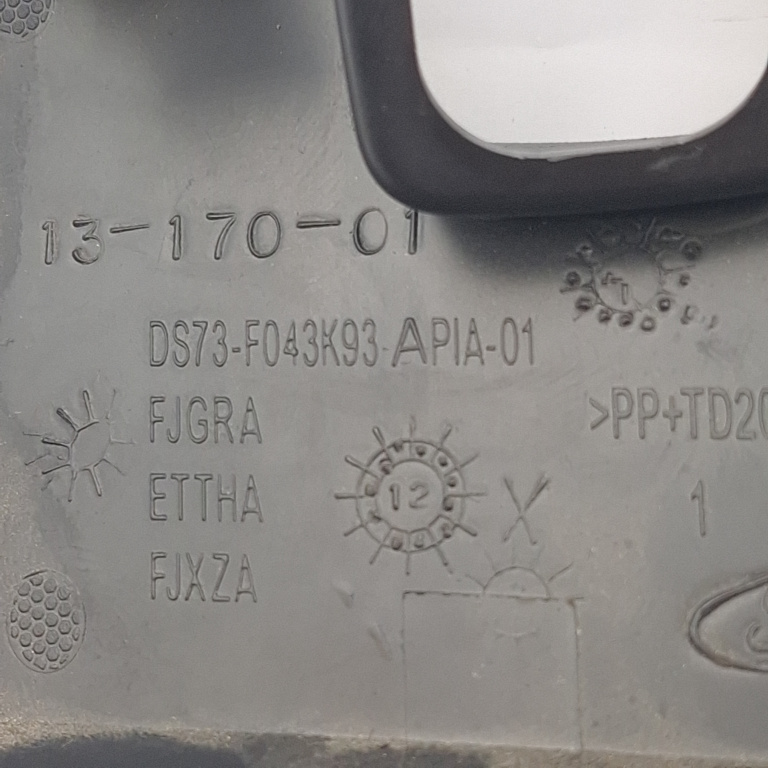 13-170-01
DS73-F043K93-APIA-01
FJGRA
>PP+TD20
ETTHA
12
1
FJXZA